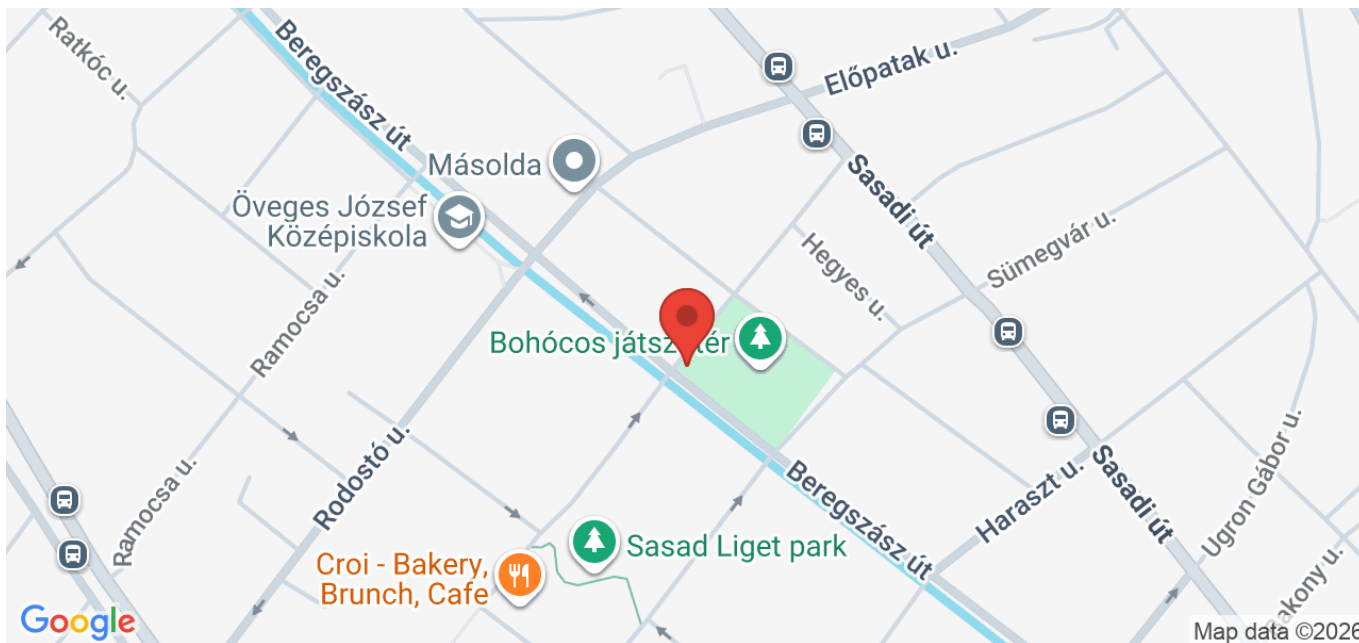 Ratkóc u.
Beregszász út
Előpatak u.
Másolda
Sasadi út
Öveges József
Középiskola
Sümegvár u.
Hegyes u.
Ramocsa u.
Bohócos játszótér
Rodostó u.
Ramocsa u.
Beregszász út
Haraszt u.
Sasadi út
Ugron Gábor u.
Sasad Liget park
Croi - Bakery,
Brunch, Cafe
Google
Map data ©2026